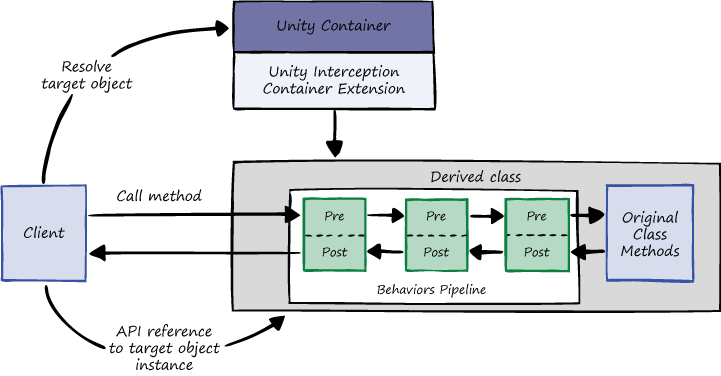 Unity Container
Unity Interception
Container Extension
Resolve
target object
Derived class
Call method
Client
Pre
Pre
Pre
Post
Post
Post
Original
Class
Methods
Behaviors Pipeline
API reference
to target object
instance